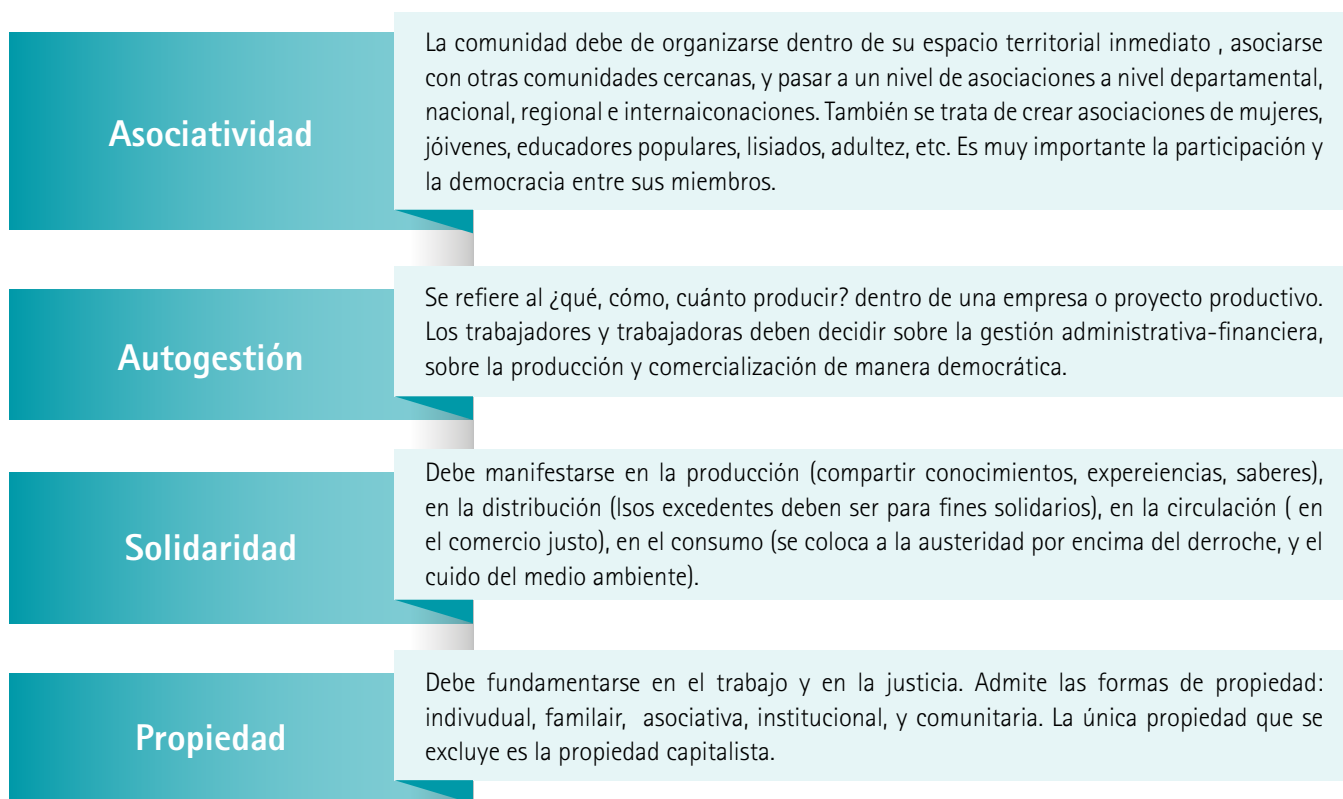 Asociatividad
La comunidad debe de organizarse dentro de su espacio territorial inmediato , asociarse
con otras comunidades cercanas, y pasar a un nivel de asociaciones a nivel departamental,
nacional, regional e internaiconaciones. También se trata de crear asociaciones de mujeres,
jóivenes, educadores populares, lisiados, adultez, etc. Es muy importante la participación y
la democracia entre sus miembros.
Autogestión
Se refiere al ¿qué, cómo, cuánto producir? dentro de una empresa o proyecto productivo.
Los trabajadores y trabajadoras deben decidir sobre la gestión administrativa-financiera,
sobre la producción y comercialización de manera democrática.
Solidaridad
Debe manifestarse en la producción (compartir conocimientos, expereiencias, saberes),
en la distribución (lsos excedentes deben ser para fines solidarios), en la circulación ( en
el comercio justo), en el consumo (se coloca a la austeridad por encima del derroche, y el
cuido del medio ambiente).
Propiedad
Debe fundamentarse en el trabajo y en la justicia. Admite las formas de propiedad:
indivudual, familair, asociativa, institucional, y comunitaria. La única propiedad que se
excluye es la propiedad capitalista.